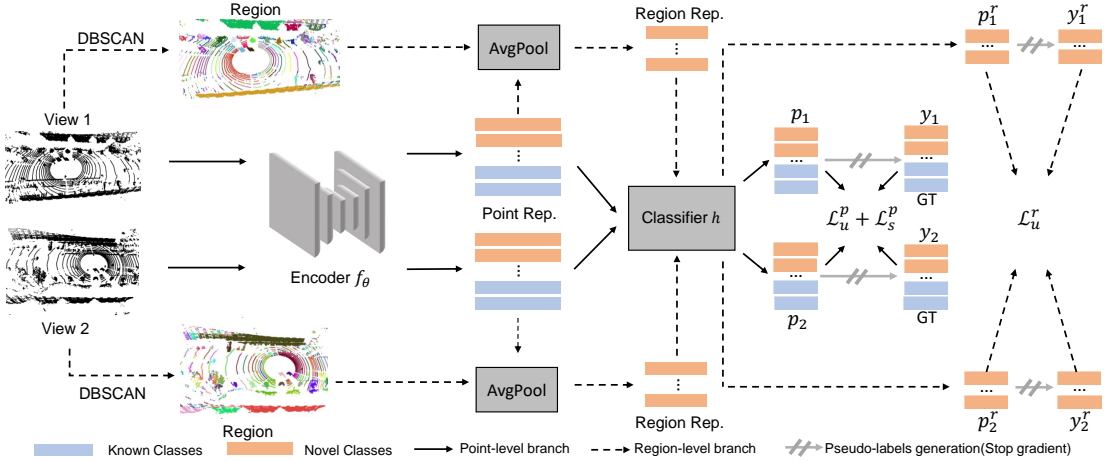 Region
DBSCAN
AvgPool
Region Rep.
...
p_1^r
...
y_1^r
...
View 1
Encoder f_θ
...
Point Rep.
...
Classifier h
p_1
...
y_1
...
GT
ℒ_u^p + ℒ_s^p
ℒ_u^r
y_2
...
GT
...
p_2
View 2
DBSCAN
Region
AvgPool
...
Region Rep.
...
p_2^r
...
y_2^r
Known Classes
Novel Classes
Point-level branch
Region-level branch
Pseudo-labels generation(Stop gradient)